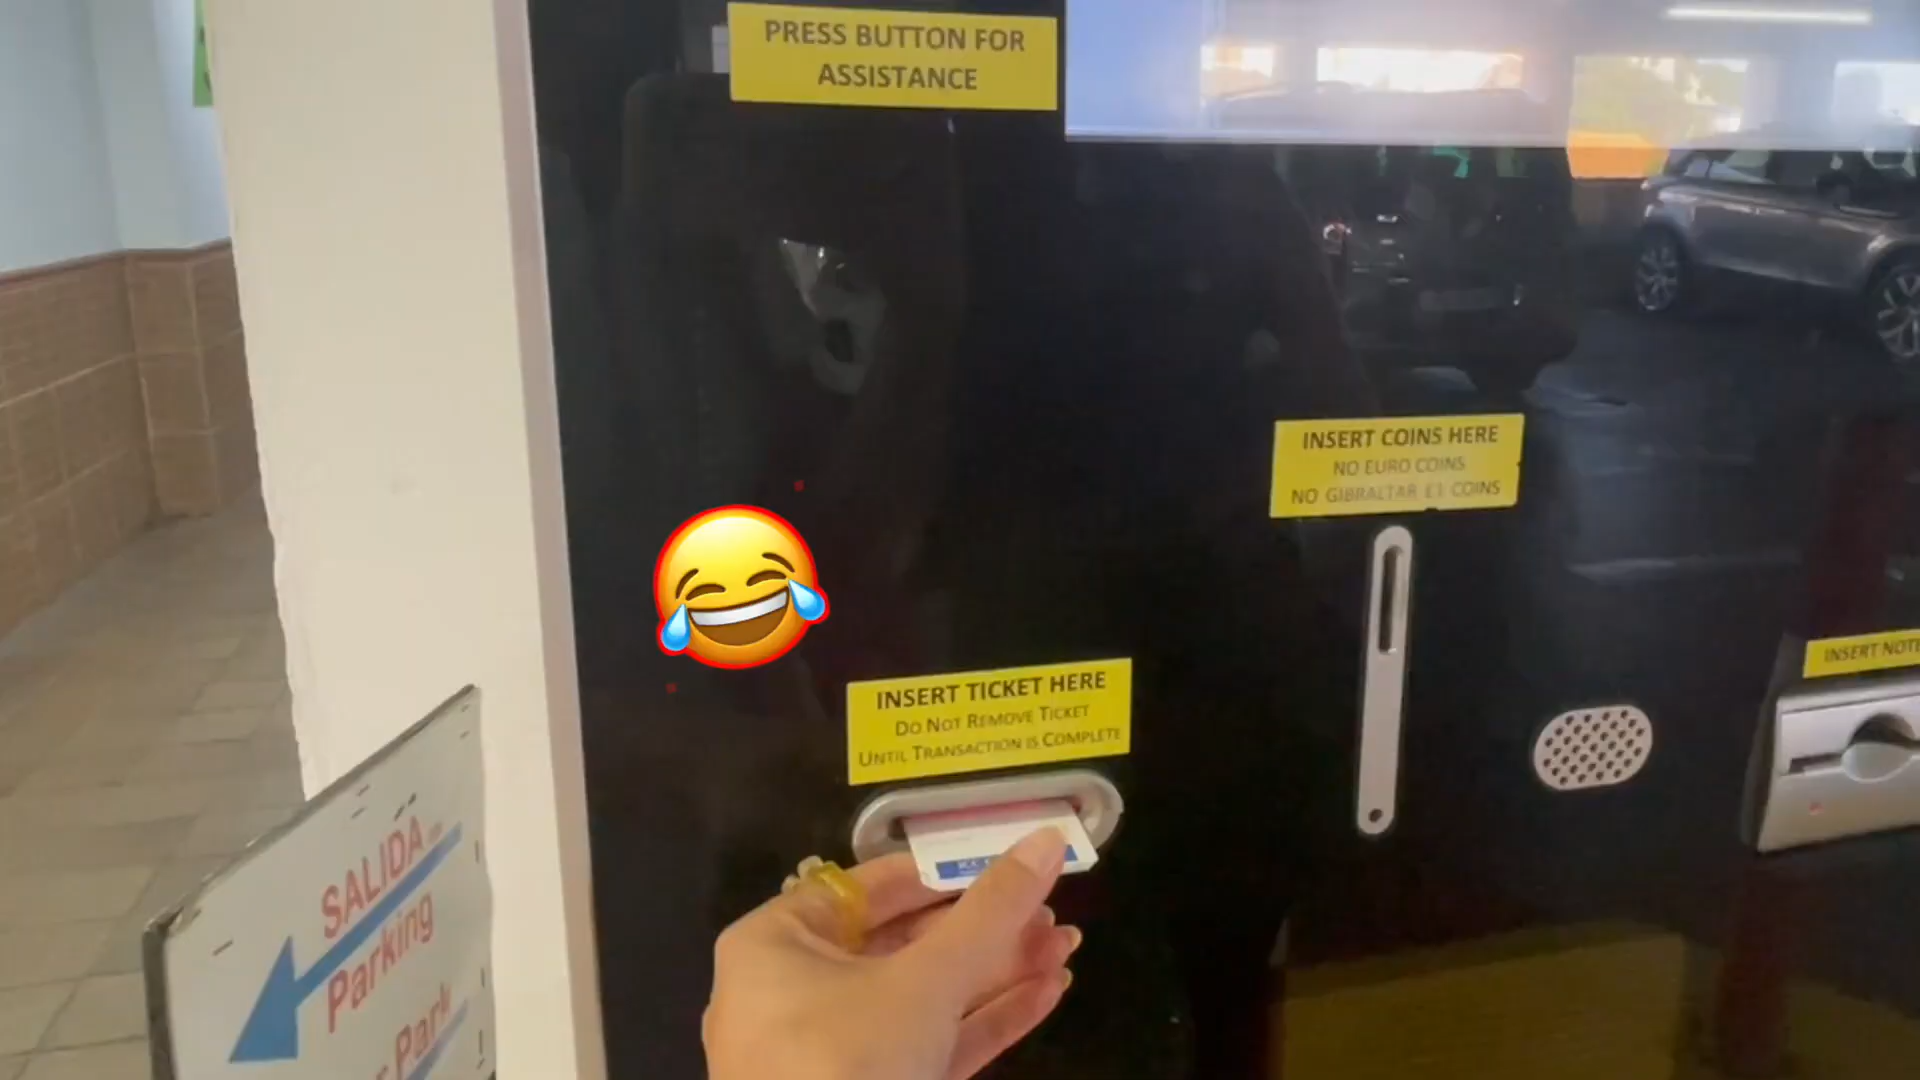 PRESS BUTTON FOR
ASSISTANCE
INSERT COINS HERE
NO EURO COINS
NO GIBRALTAR £1 COINS
INSERT NOTE
INSERT TICKET HERE
DO NOT REMOVE TICKET
UNTIL TRANSACTION IS COMPLETE
SALIDA
Parking
Park